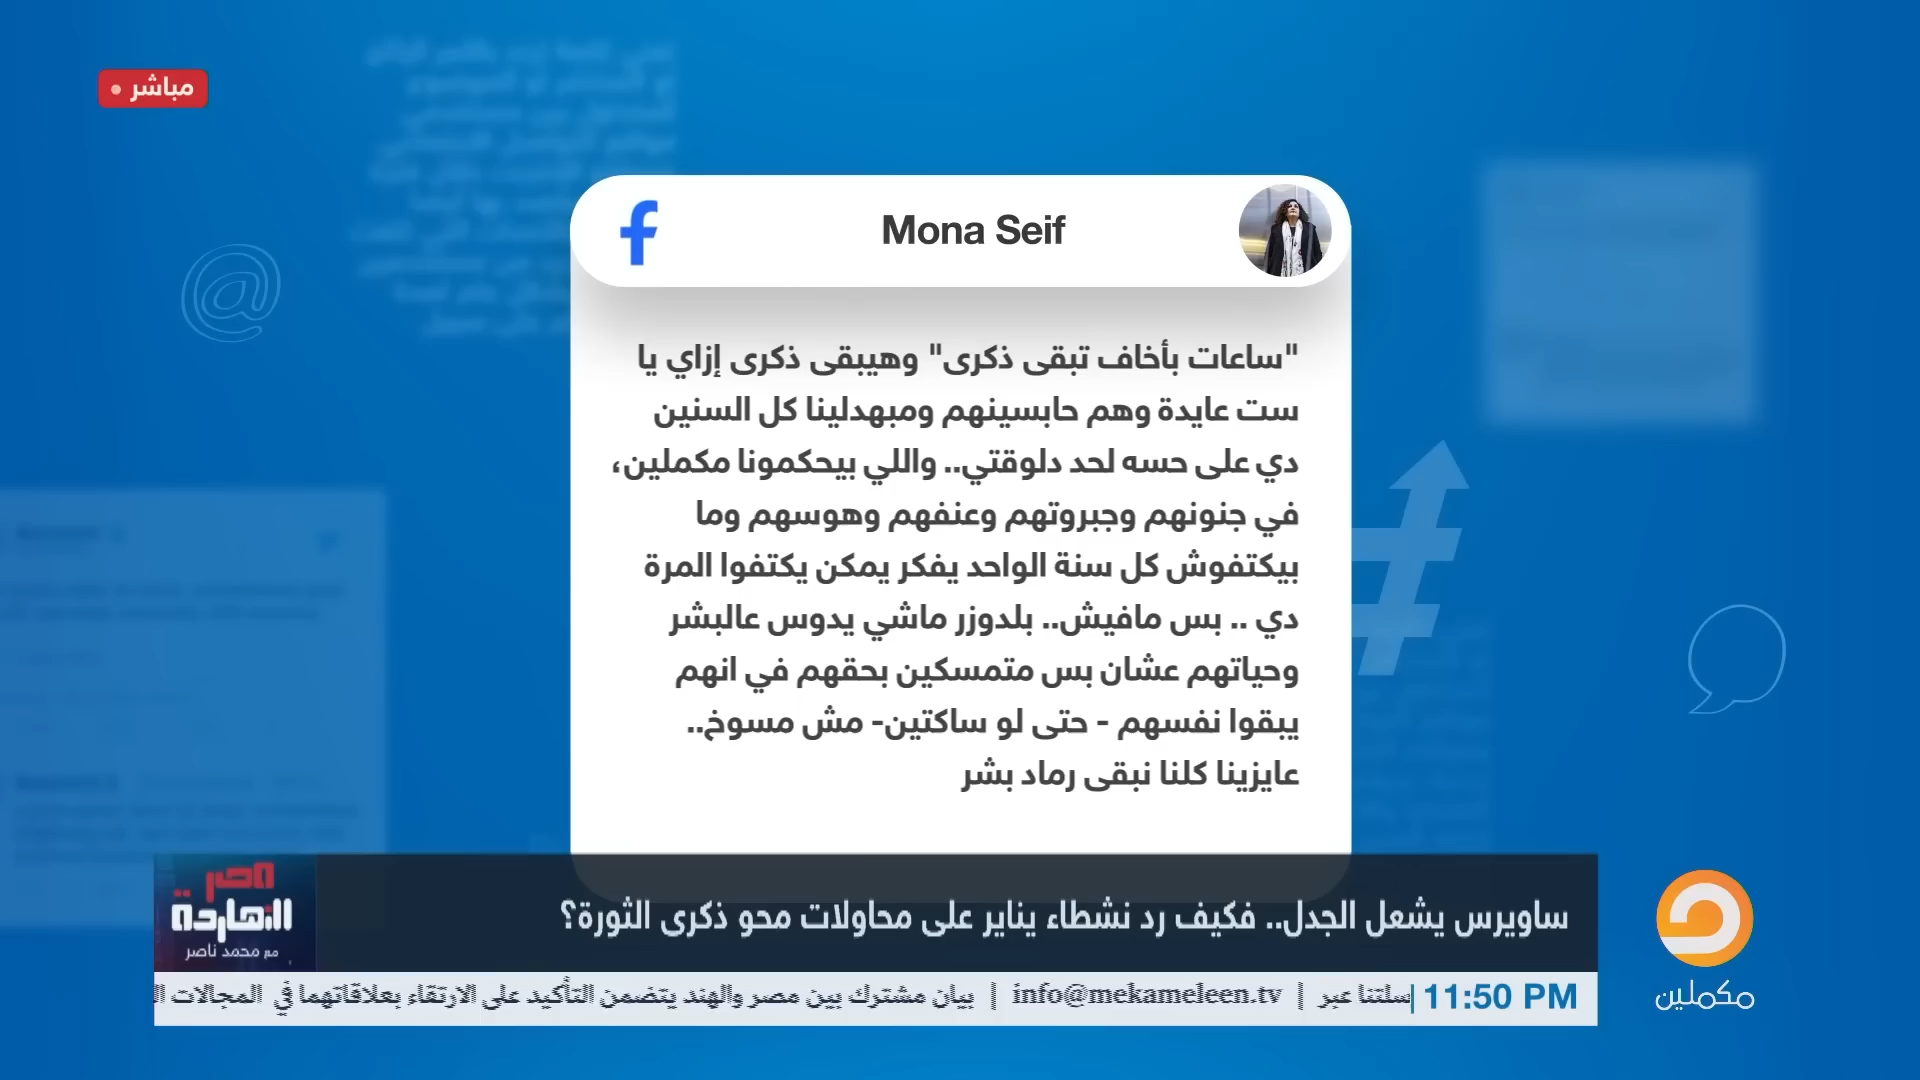 مباشر
Mona Seif
"ساعات بأخاف تبقى ذكرى" وهيبقى ذكرى إزاي يا
ست عايدة وهم حابسينهم ومبهدلينا كل السنين
دي على حسه لحد دلوقتي.. واللي بيحكمونا مكملين،
في جنونهم وجبروتهم وعنفهم وهوسهم وما
بيكتفوش كل سنة الواحد يفكر يمكن يكتفوا المرة
دي .. بس مافيش.. بلدوزر ماشي يدوس عالبشر
وحياتهم عشان بس متمسكين بحقهم في انهم
يبقوا نفسهم - حتى لو ساكتين- مش مسوخ..
عايزينا كلنا نبقى رماد بشر
مصر النهاردة
مع محمد ناصر
ساويرس يشعل الجدل.. فكيف رد نشطاء يناير على محاولات محو ذكرى الثورة؟
11:50 PM
سلتنا عبر | info@mekameleen.tv | بيان مشترك بين مصر والهند يتضمن التأكيد على الارتقاء بعلاقاتهما في المجالات
مكملين